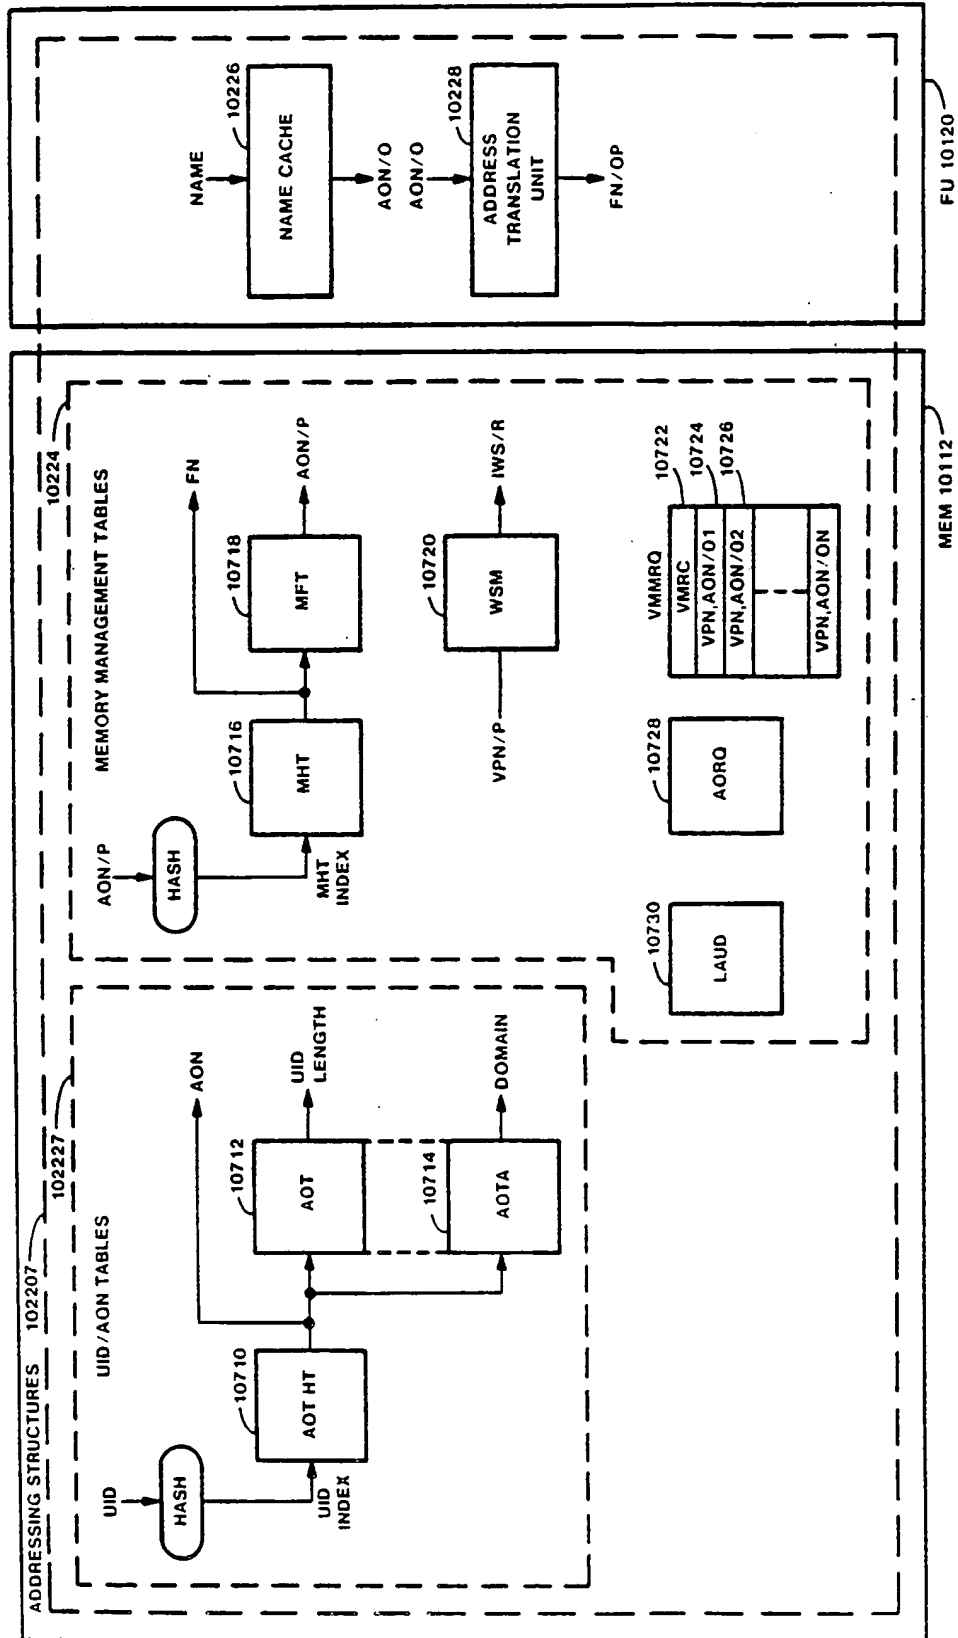 ADDRESSING STRUCTURES 102207
102227
UID/AON TABLES
UID
HASH
UID
INDEX
10710
AOT HT
AON
10712
AOT
UID
LENGTH
10714
AOTA
DOMAIN
10224
MEMORY MANAGEMENT TABLES
AON/P
HASH
MHT
INDEX
10716
MHT
FN
10718
MFT
AON/P
VPN/P
10720
WSM
IWS/R
10730
LAUD
10728
AORQ
VMMRQ
VMRC
VPN,AON/01
VPN,AON/02
VPN,AON/ON
10722
10724
10726
MEM 10112
NAME
10226
NAME CACHE
AON/O
AON/O
10228
ADDRESS
TRANSLATION
UNIT
FN/OP
FU 10120